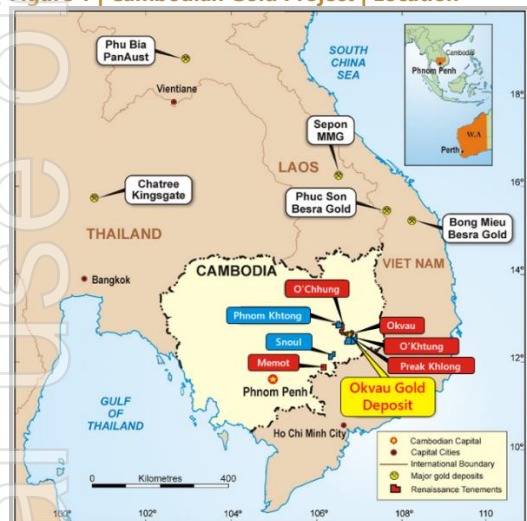 Figure 1 | Cambodian Gold Project | Location
Phu Bia
PanAust
Vientiane
SOUTH
CHINA
SEA
Cambodia
Phnom Penh
W.A
Perth
18°
Sepon
MMG
LAOS
16°
Chatree
Kingsgate
Phuc Son
Besra Gold
Bong Mieu
Besra Gold
THAILAND
VIET NAM
CAMBODIA
O'Chhung
Bangkok
Phnom Khtong
Okvau
Snoul
O'Khtung
Memot
Preak Khlong
12°
Phnom Penh
Okvau Gold
Deposit
GULF
OF
THAILAND
Ho Chi Minh City
10°
Cambodian Capital
Capital Cities
International Boundary
Major gold deposits
Renaissance Tenements
0 Kilometres 400
100° 102° 104° 106° 108° 110